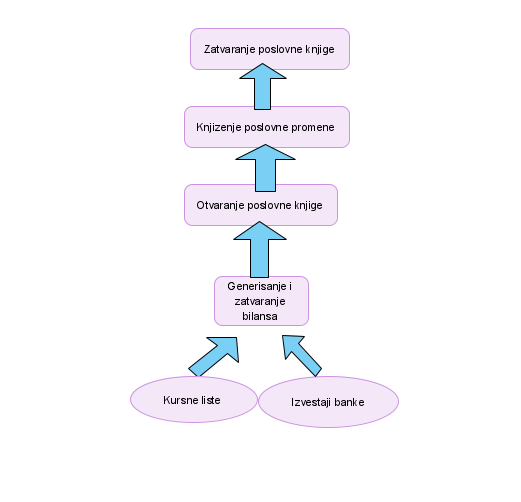 Zatvaranje poslovne knjige
Knjizenje poslovne promene
Otvaranje poslovne knjige
Generisanje i
zatvaranje
bilansa
Kursne liste
Izvestaji banke